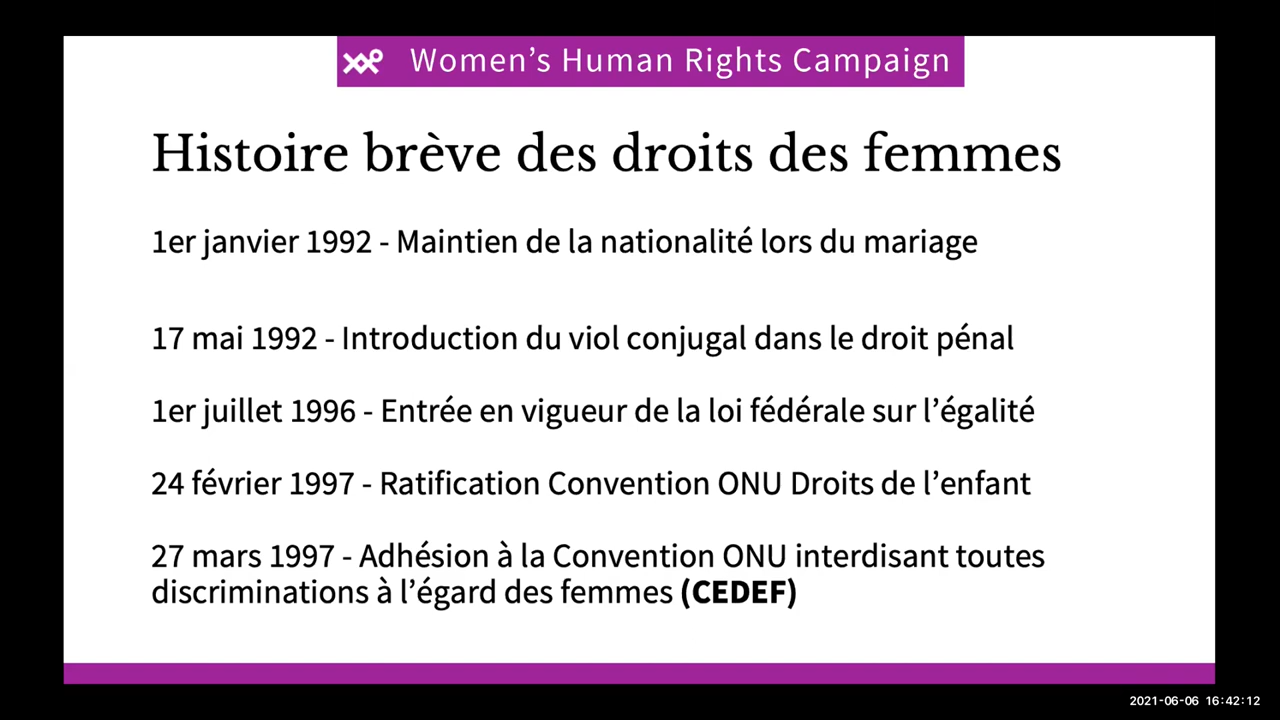 Women’s Human Rights Campaign
Histoire brève des droits des femmes
1er janvier 1992 - Maintien de la nationalité lors du mariage
17 mai 1992 - Introduction du viol conjugal dans le droit pénal
1er juillet 1996 - Entrée en vigueur de la loi fédérale sur l’égalité
24 février 1997 - Ratification Convention ONU Droits de l’enfant
27 mars 1997 - Adhésion à la Convention ONU interdisant toutes
discriminations à l’égard des femmes (CEDEF)
2021-06-06 16:42:12